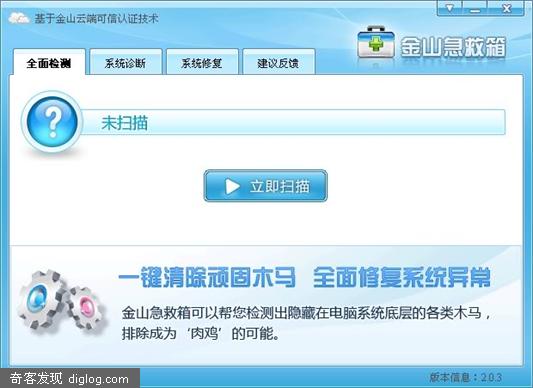 基于金山云端可信认证技术
金山急救箱
全面检测 系统诊断 系统修复 建议反馈
?
未扫描
立即扫描
一键清除顽固木马 全面修复系统异常
金山急救箱可以帮您检测出隐藏在电脑系统底层的各类木马，
排除成为‘肉鸡’的可能。
奇客发现 diglog.com
版本信息：2.0.3